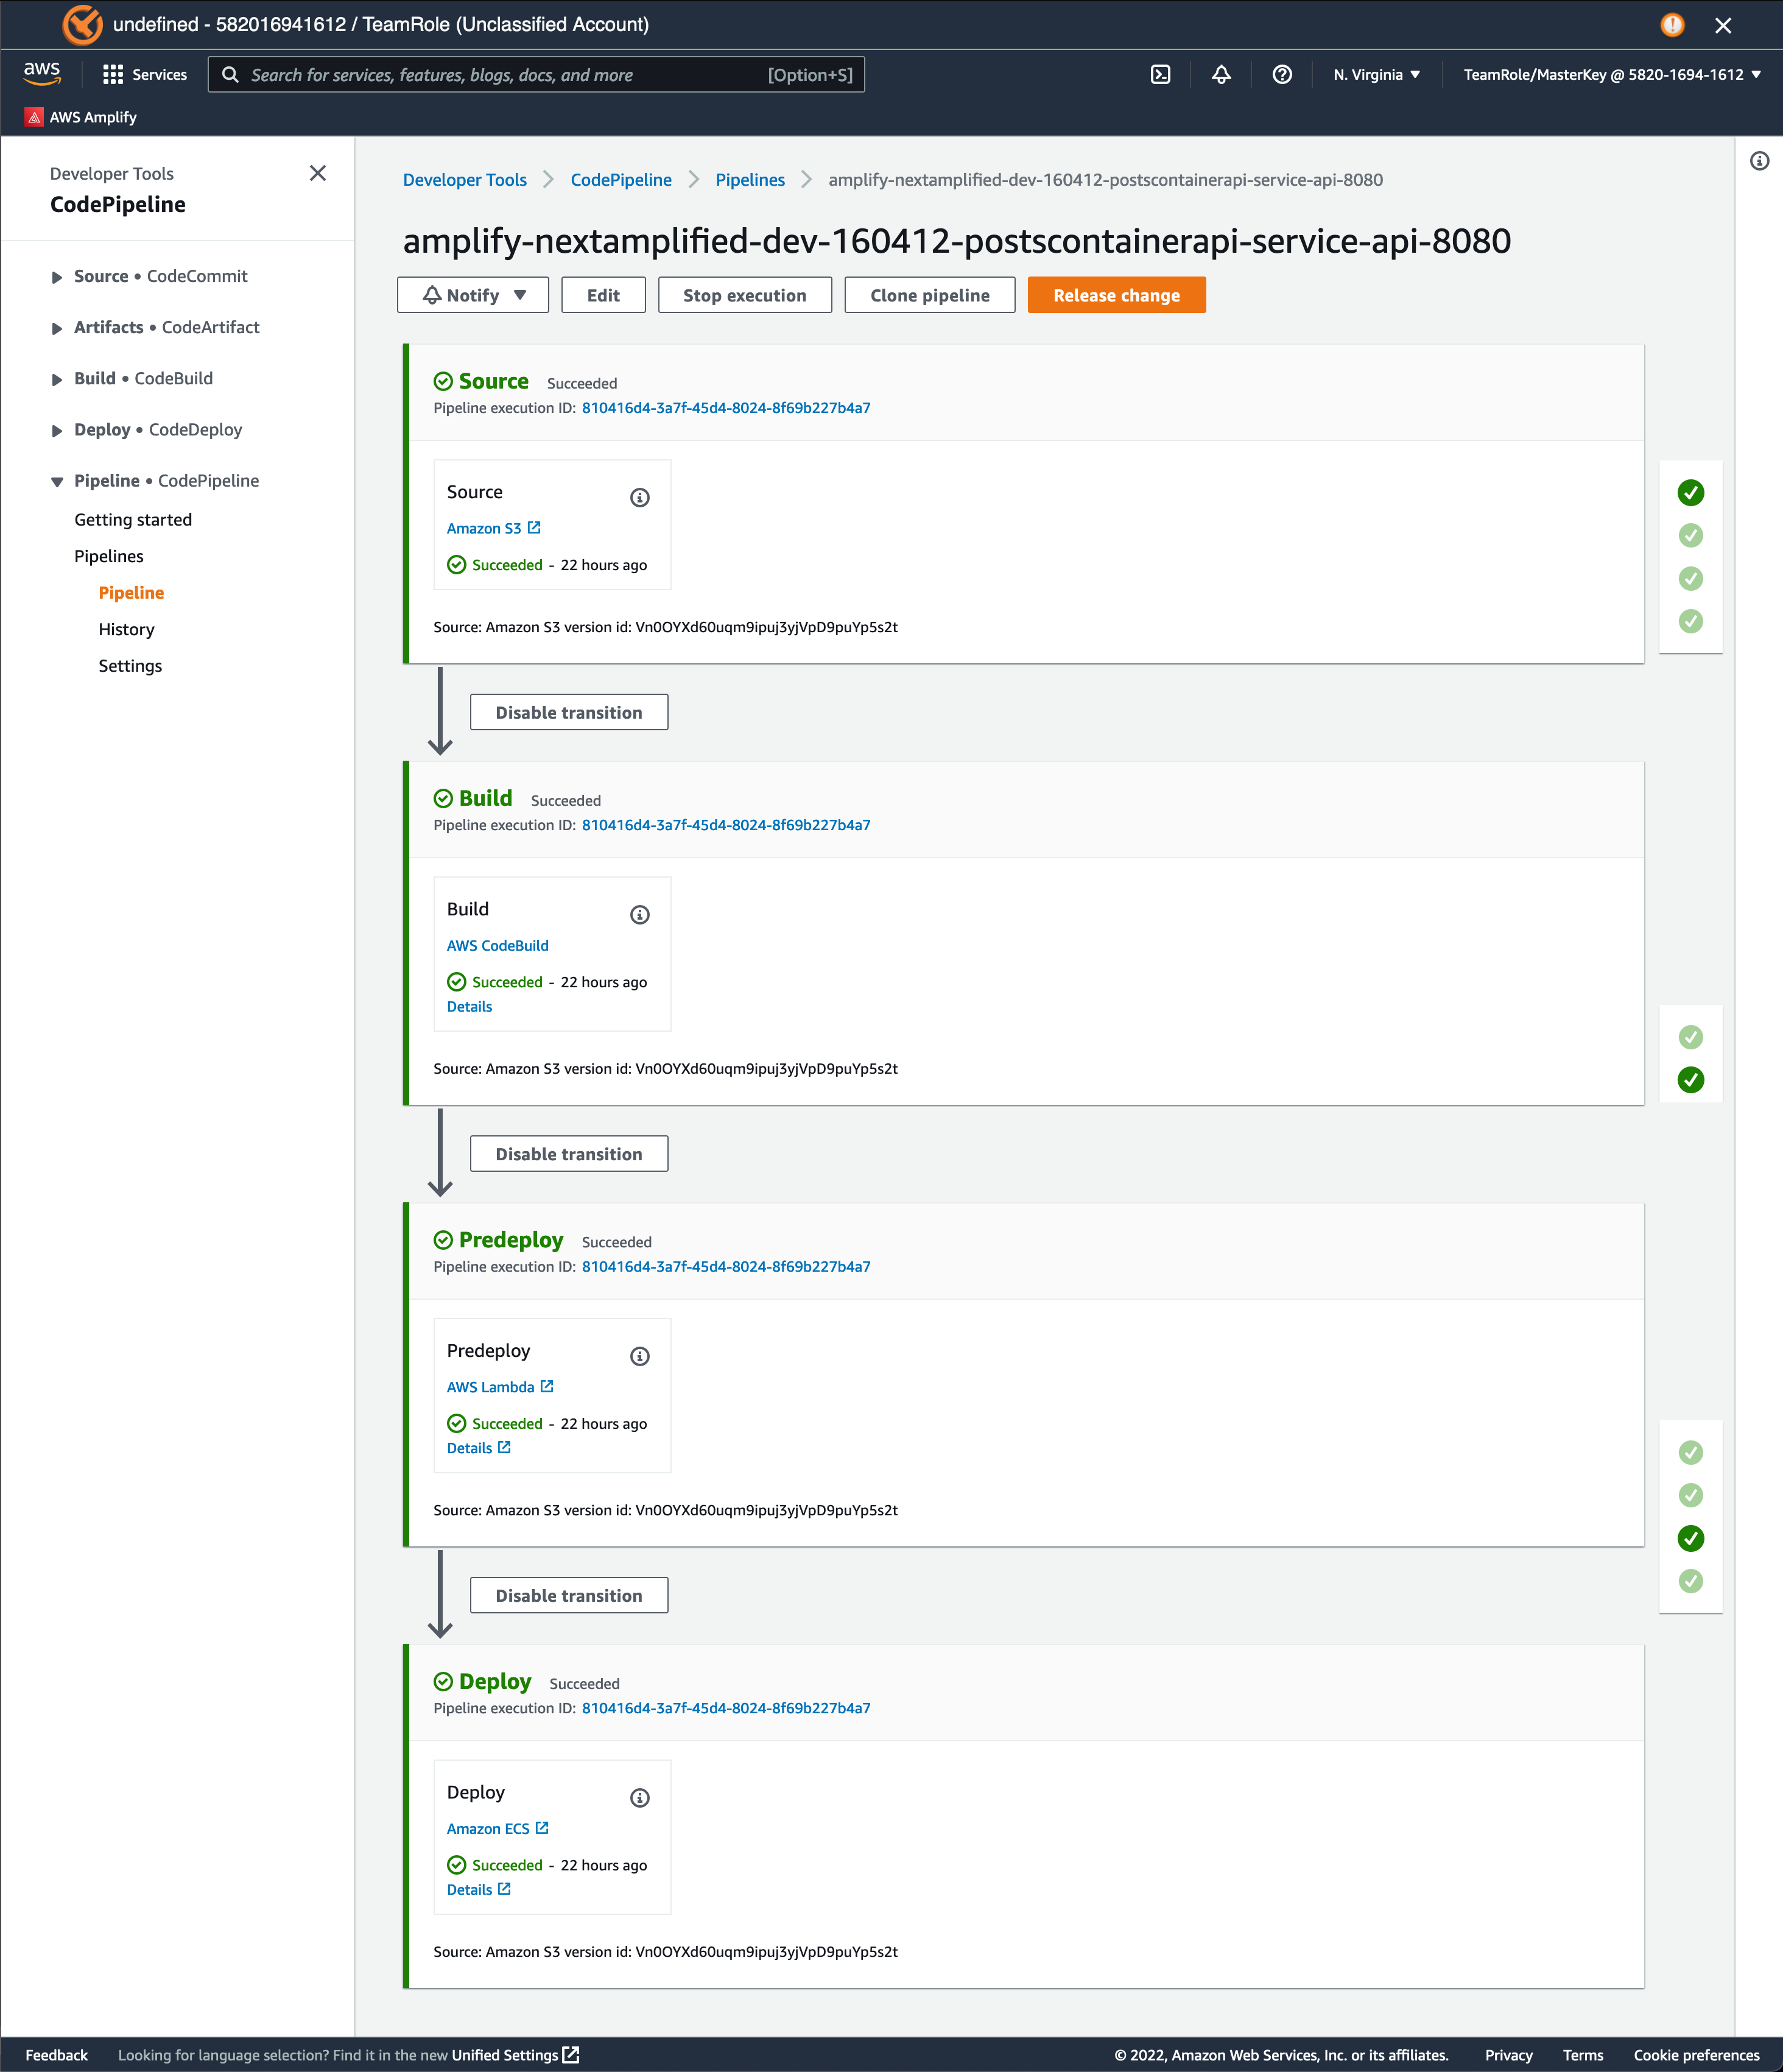 undefined - 582016941612 / TeamRole (Unclassified Account)
aws
Services
Search for services, features, blogs, docs, and more [Option+S]
N. Virginia ▼
TeamRole/MasterKey @ 5820-1694-1612 ▼
AWS Amplify
Developer Tools
CodePipeline
Source • CodeCommit
Artifacts • CodeArtifact
Build • CodeBuild
Deploy • CodeDeploy
Pipeline • CodePipeline
Getting started
Pipelines
Pipeline
History
Settings
Developer Tools > CodePipeline > Pipelines > amplify-nextamplified-dev-160412-postscontainerapi-service-api-8080
amplify-nextamplified-dev-160412-postscontainerapi-service-api-8080
Notify ▼ Edit Stop execution Clone pipeline Release change
Source Succeeded
Pipeline execution ID: 810416d4-3a7f-45d4-8024-8f69b227b4a7
Source
Amazon S3
Succeeded - 22 hours ago
Source: Amazon S3 version id: Vn0OYXd60uqm9ipuj3yjVpD9puYp5s2t
Disable transition
Build Succeeded
Pipeline execution ID: 810416d4-3a7f-45d4-8024-8f69b227b4a7
Build
AWS CodeBuild
Succeeded - 22 hours ago
Details
Source: Amazon S3 version id: Vn0OYXd60uqm9ipuj3yjVpD9puYp5s2t
Disable transition
Predeploy Succeeded
Pipeline execution ID: 810416d4-3a7f-45d4-8024-8f69b227b4a7
Predeploy
AWS Lambda
Succeeded - 22 hours ago
Details
Source: Amazon S3 version id: Vn0OYXd60uqm9ipuj3yjVpD9puYp5s2t
Disable transition
Deploy Succeeded
Pipeline execution ID: 810416d4-3a7f-45d4-8024-8f69b227b4a7
Deploy
Amazon ECS
Succeeded - 22 hours ago
Details
Source: Amazon S3 version id: Vn0OYXd60uqm9ipuj3yjVpD9puYp5s2t
Feedback Looking for language selection? Find it in the new Unified Settings © 2022, Amazon Web Services, Inc. or its affiliates. Privacy Terms Cookie preferences